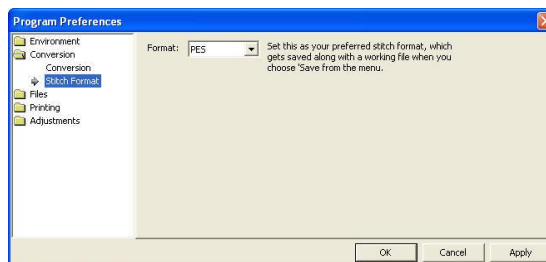 Program Preferences
Environment
Conversion
Conversion
Stitch Format
Files
Printing
Adjustments
Format: PES
Set this as your preferred stitch format, which
gets saved along with a working file when you
choose 'Save from the menu.
OK Cancel Apply